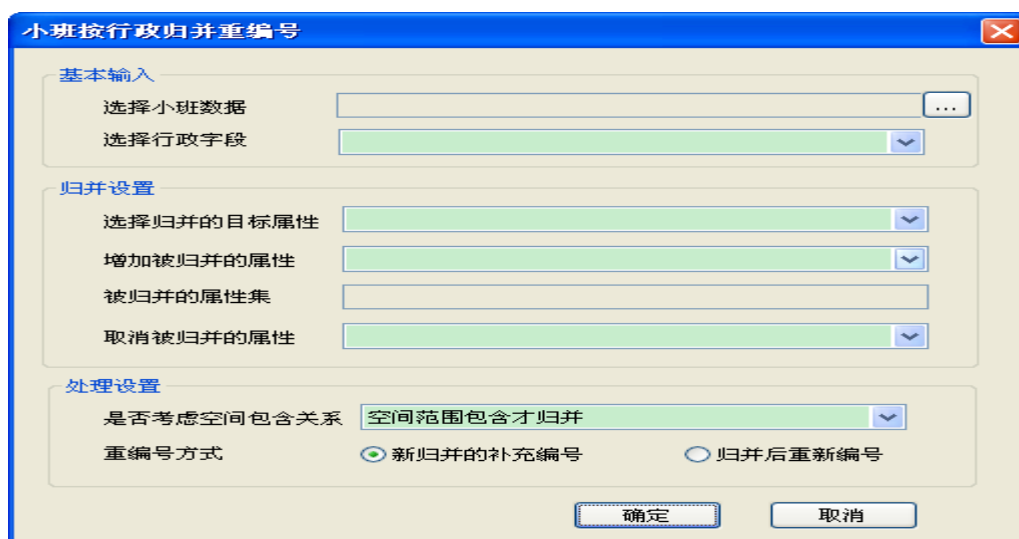 小班按行政归并重编号
基本输入
选择小班数据 ...
选择行政字段
归并设置
选择归并的目标属性
增加被归并的属性
被归并的属性集
取消被归并的属性
处理设置
是否考虑空间包含关系 空间范围包含才归并
重编号方式 新归并的补充编号 归并后重新编号
确定 取消